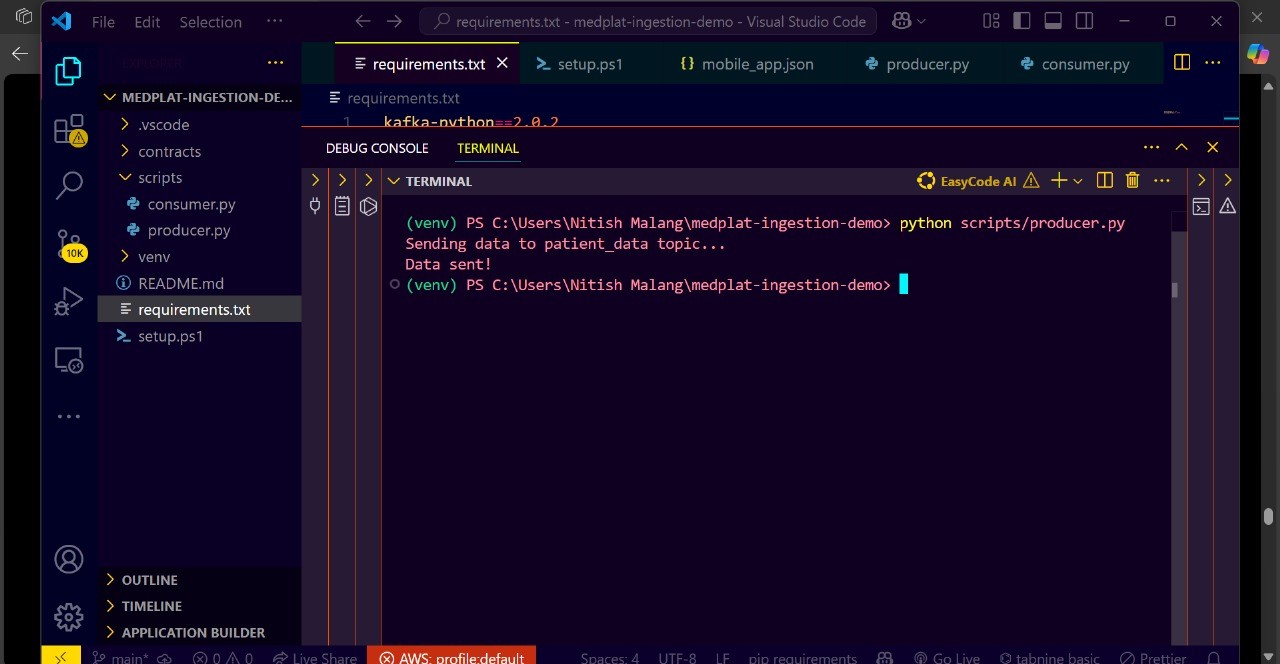 File Edit Selection ···
requirements.txt - medplat-ingestion-demo - Visual Studio Code
requirements.txt
setup.ps1
{} mobile_app.json
producer.py
consumer.py
MEDPLAT-INGESTION-DE...
.vscode
contracts
scripts
consumer.py
producer.py
venv
README.md
requirements.txt
setup.ps1
10K
OUTLINE
TIMELINE
APPLICATION BUILDER
requirements.txt
1 kafka-python==2.0.2
DEBUG CONSOLE TERMINAL
TERMINAL
EasyCode AI
(venv) PS C:\Users\Nitish Malang\medplat-ingestion-demo> python scripts/producer.py
Sending data to patient_data topic...
Data sent!
(venv) PS C:\Users\Nitish Malang\medplat-ingestion-demo>
main* 0 0 Live Share AWS: profile:default Spaces: 4 UTF-8 LF pip requirements Go Live tabnine basic Prettier